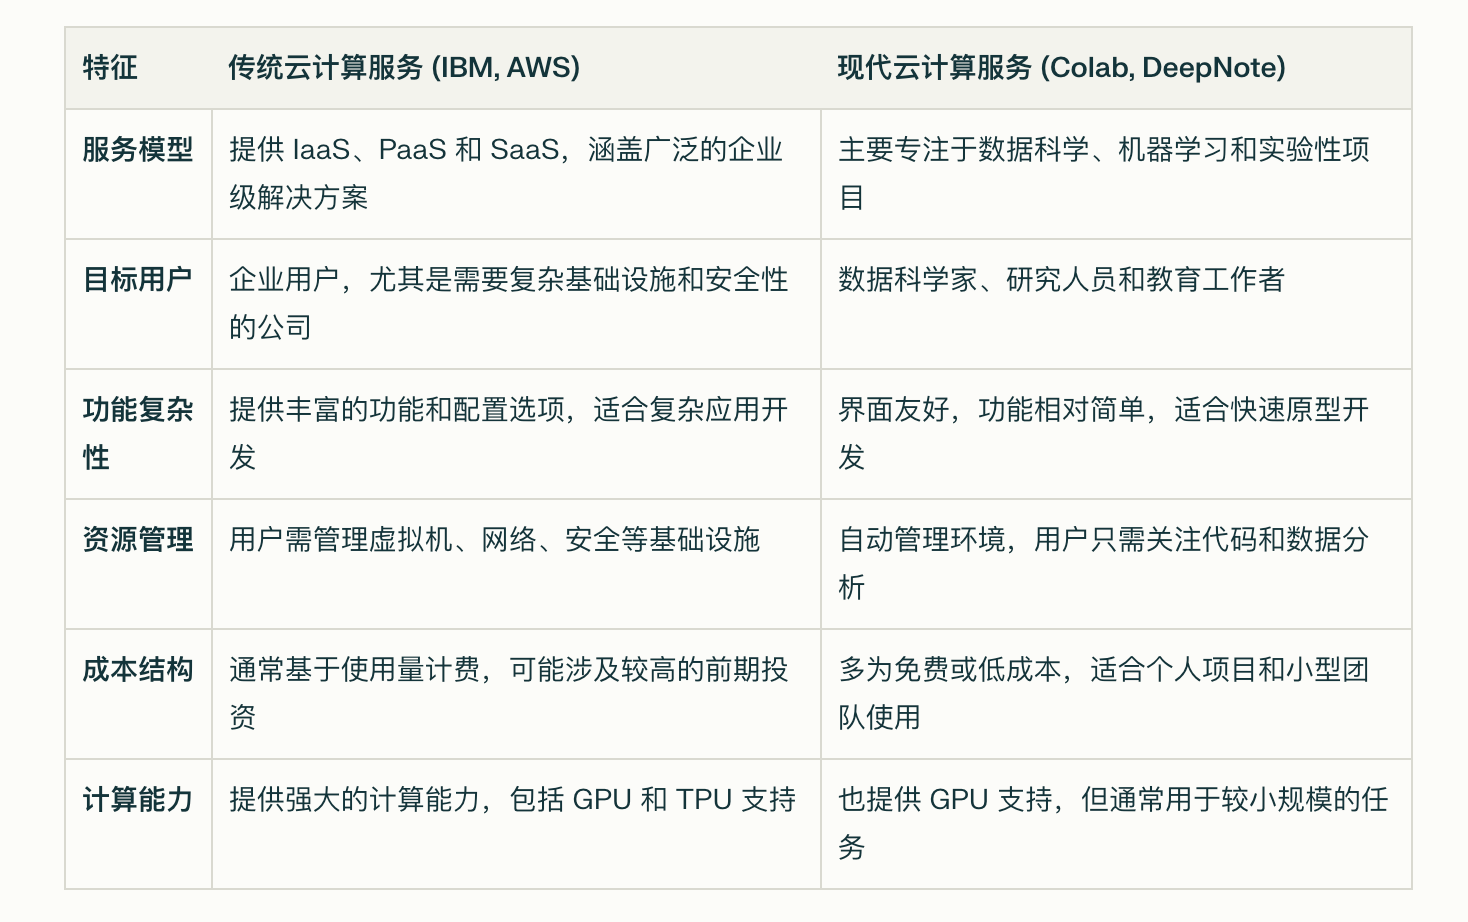 特征 传统云计算服务 (IBM, AWS) 现代云计算服务 (Colab, DeepNote)
服务模型 提供 IaaS、PaaS 和 SaaS，涵盖广泛的企业 主要专注于数据科学、机器学习和实验性项
级解决方案 目
目标用户 企业用户，尤其是需要复杂基础设施和安全性 数据科学家、研究人员和教育工作者
的公司
功能复杂 提供丰富的功能和配置选项，适合复杂应用开 界面友好，功能相对简单，适合快速原型开
性 发 发
资源管理 用户需管理虚拟机、网络、安全等基础设施 自动管理环境，用户只需关注代码和数据分
析
成本结构 通常基于使用量计费，可能涉及较高的前期投 多为免费或低成本，适合个人项目和小型团
资 队使用
计算能力 提供强大的计算能力，包括 GPU 和 TPU 支持 也提供 GPU 支持，但通常用于较小规模的任
务